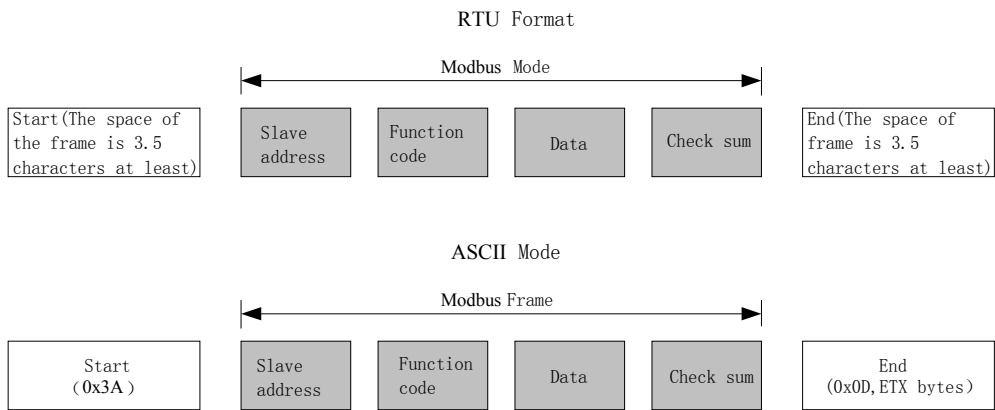 RTU Format
Modbus Mode
Start(The space of
the frame is 3.5
characters at least)
Slave
address
Function
code
Data
Check sum
End(The space of
frame is 3.5
characters at least)
ASCII Mode
Modbus Frame
Start
(0x3A)
Slave
address
Function
code
Data
Check sum
End
(0x0D,ETX bytes)